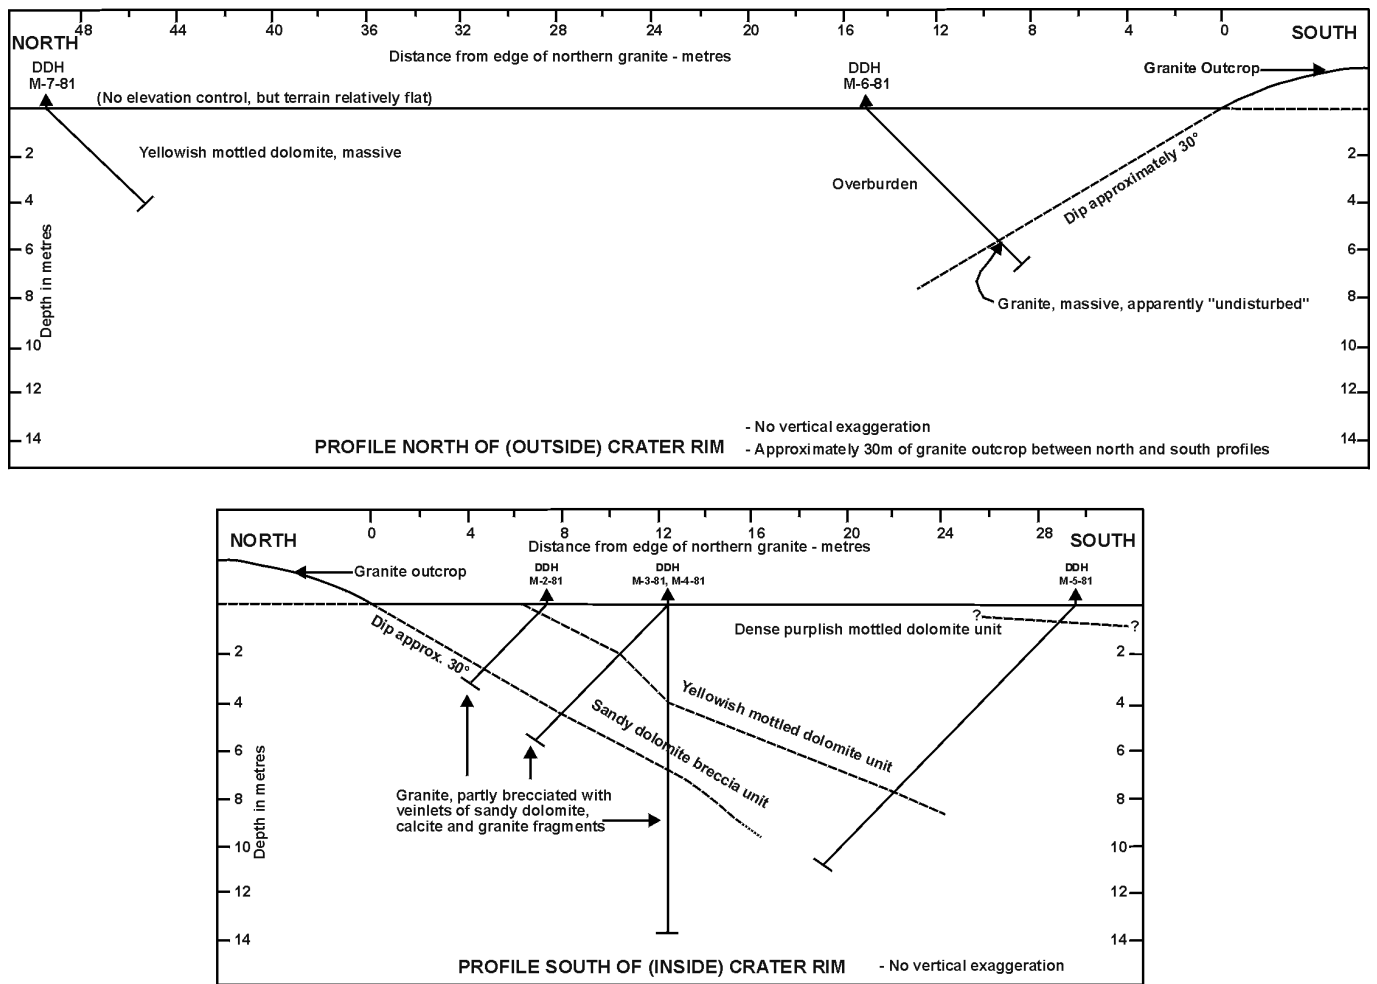 48 44 40 36 32 28 24 20 16 12 8 4 0
NORTH
SOUTH
Distance from edge of northern granite - metres
DDH
M-7-81
DDH
M-6-81
Granite Outcrop
(No elevation control, but terrain relatively flat)
Yellowish mottled dolomite, massive
Overburden
Dip approximately 30°
Granite, massive, apparently "undisturbed"
Depth in metres
2
4
6
8
10
12
14
2
4
6
8
10
12
14
PROFILE NORTH OF (OUTSIDE) CRATER RIM
- No vertical exaggeration
- Approximately 30m of granite outcrop between north and south profiles
0 4 8 12 16 20 24 28
NORTH
SOUTH
Distance from edge of northern granite - metres
Granite outcrop
DDH
M-2-81
DDH
M-3-81, M-4-81
DDH
M-5-81
Dip approx. 30°
? ?
Dense purplish mottled dolomite unit
Yellowish mottled dolomite unit
Sandy dolomite breccia unit
Granite, partly brecciated with
veinlets of sandy dolomite,
calcite and granite fragments
Depth in metres
2
4
6
8
10
12
14
2
4
6
8
10
12
14
PROFILE SOUTH OF (INSIDE) CRATER RIM
- No vertical exaggeration